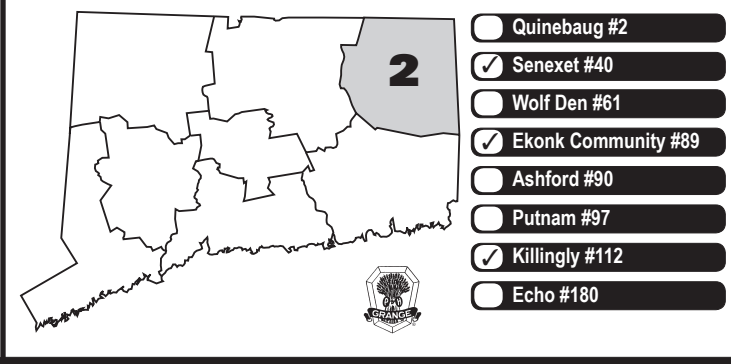 2
Quinebaug #2
✓ Senexet #40
Wolf Den #61
✓ Ekonk Community #89
Ashford #90
Putnam #97
✓ Killingly #112
Echo #180
GRANGE